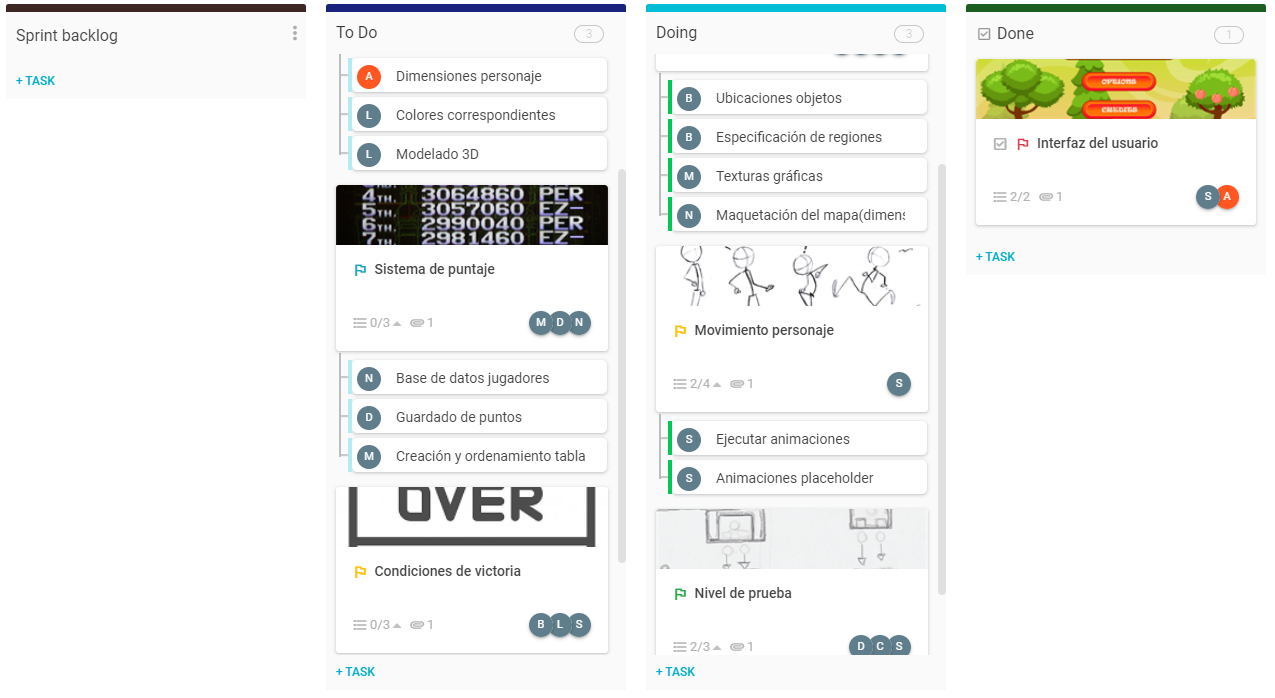 Sprint backlog
+ TASK
To Do
3
A Dimensiones personaje
L Colores correspondientes
L Modelado 3D
4TH. 3064860 PER
5TH. 3057060 EZ-
6TH. 2990040 PER
7TH 2981460 EZ-
Sistema de puntaje
0/3 1 M D N
N Base de datos jugadores
D Guardado de puntos
M Creación y ordenamiento tabla
OVER
Condiciones de victoria
0/3 1 B L S
+ TASK
Doing
3
B Ubicaciones objetos
B Especificación de regiones
M Texturas gráficas
N Maquetación del mapa(dimens
Movimiento personaje
2/4 1 S
S Ejecutar animaciones
S Animaciones placeholder
Nivel de prueba
2/3 1 D C S
+ TASK
Done
1
OPTIONS
CREDITS
Interfaz del usuario
2/2 1 S A
+ TASK